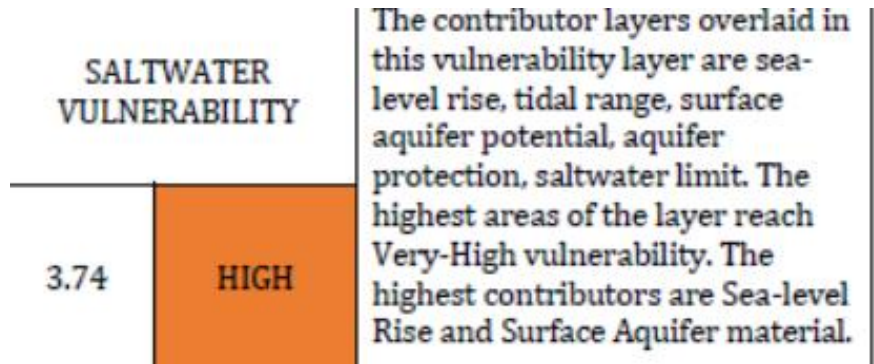 SALTWATER
VULNERABILITY
3.74
HIGH
The contributor layers overlaid in
this vulnerability layer are sea-
level rise, tidal range, surface
aquifer potential, aquifer
protection, saltwater limit. The
highest areas of the layer reach
Very-High vulnerability. The
highest contributors are Sea-level
Rise and Surface Aquifer material.